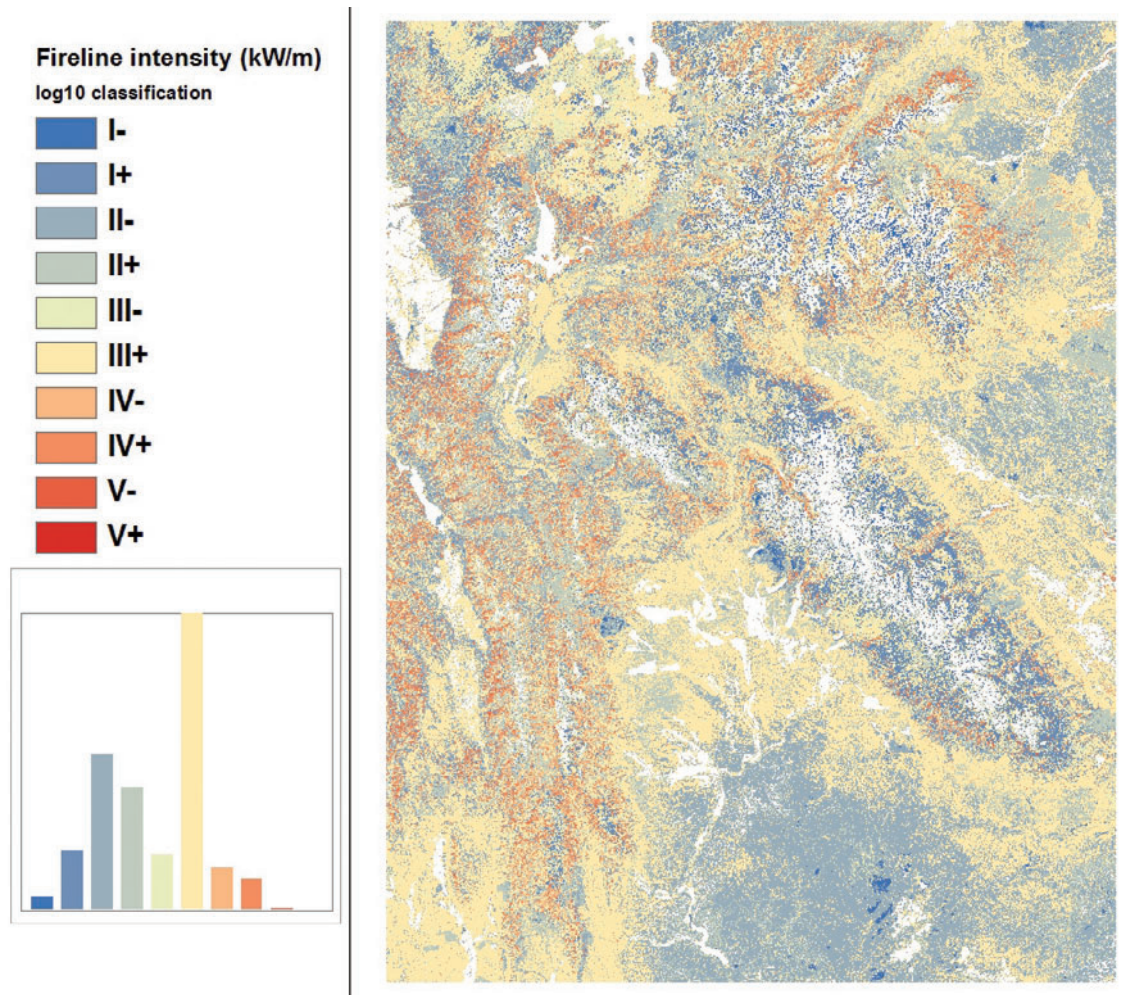 Fireline intensity (kW/m)
log10 classification
I-
I+
II-
II+
III-
III+
IV-
IV+
V-
V+